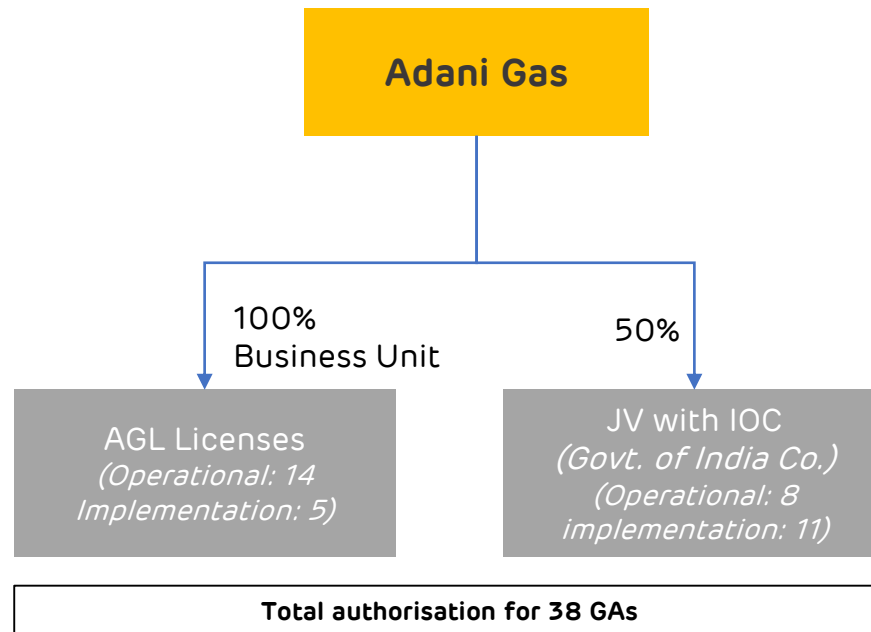 Adani Gas
100%
Business Unit
50%
AGL Licenses
(Operational: 14
Implementation: 5)
JV with IOC
(Govt. of India Co.)
(Operational: 8
implementation: 11)
Total authorisation for 38 GAs